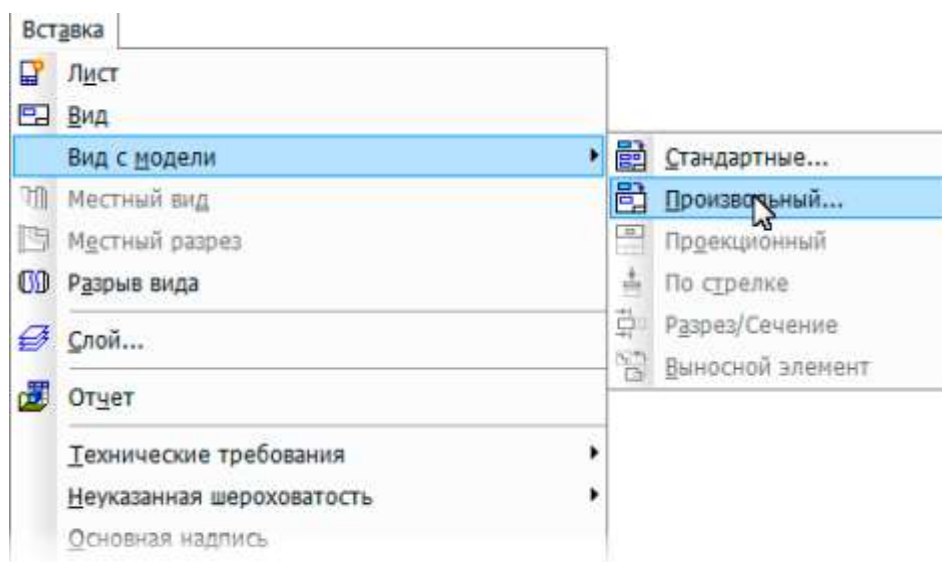 Вставка
Лист
Вид
Вид с модели
Местный вид
Местный разрез
Разрыв вида
Слой...
Отчет
Технические требования
Неуказанная шероховатость
Основная надпись
Стандартные...
Произвольный...
Проекционный
По стрелке
Разрез/Сечение
Выносной элемент